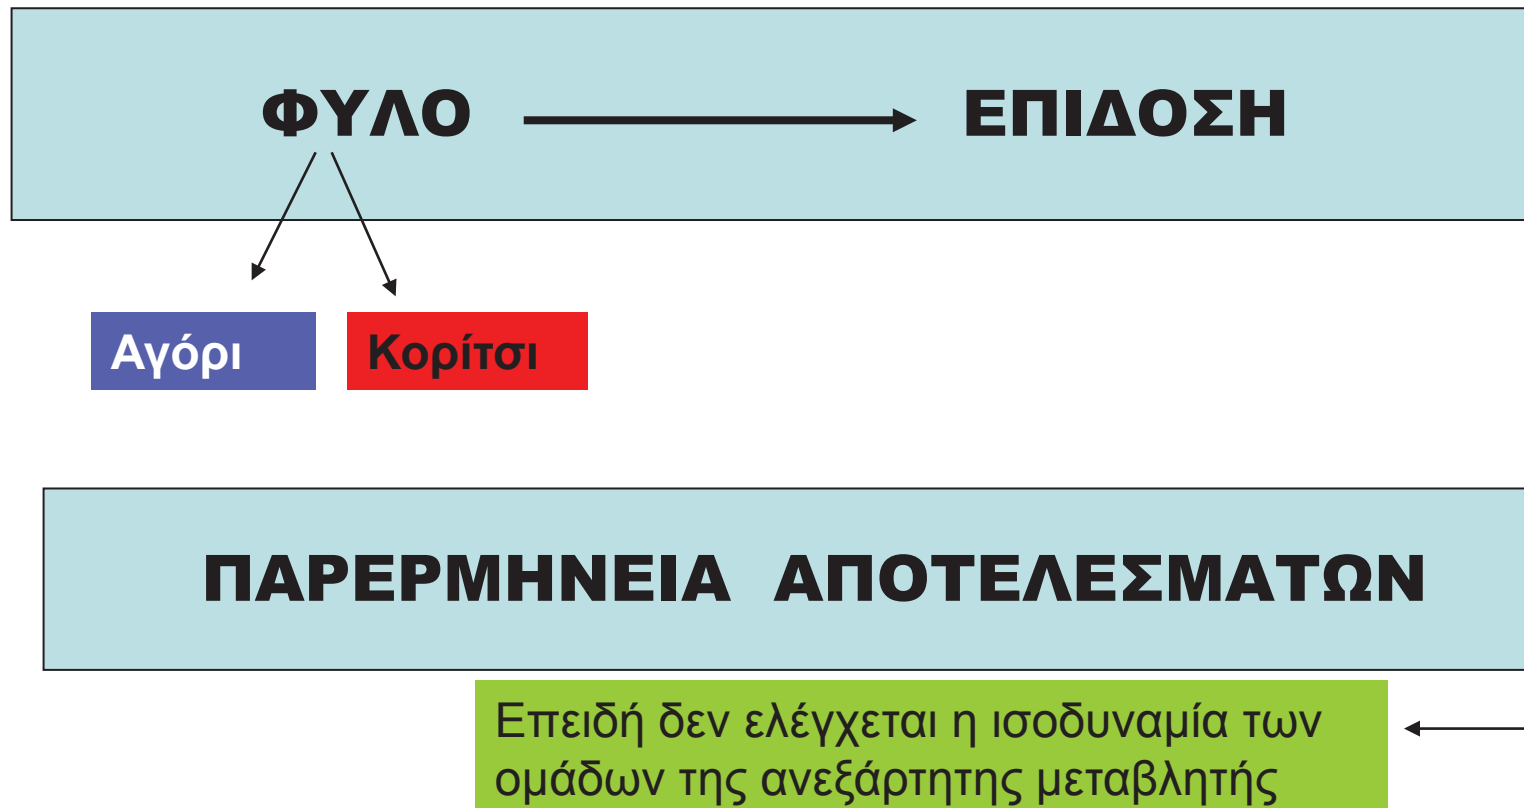 ΦΥΛΟ ΕΠΙΔΟΣΗ
Αγόρι Κορίτσι
ΠΑΡΕΡΜΗΝΕΙΑ ΑΠΟΤΕΛΕΣΜΑΤΩΝ
Επειδή δεν ελέγχεται η ισοδυναμία των
ομάδων της ανεξάρτητης μεταβλητής